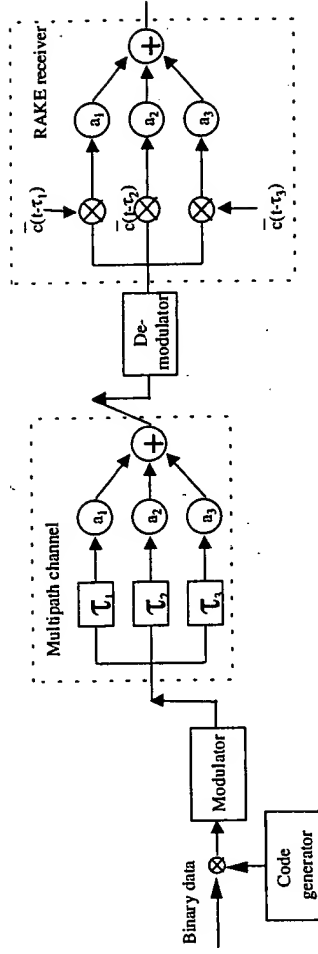 Binary data
Code
generator
Modulator
Multipath channel
τ1
τ2
τ3
a1
a2
a3
+
De-
modulator
RAKE receiver
c̄(t-τ1)
c̄(t-τ2)
c̄(t-τ3)
a1
a2
a3
+